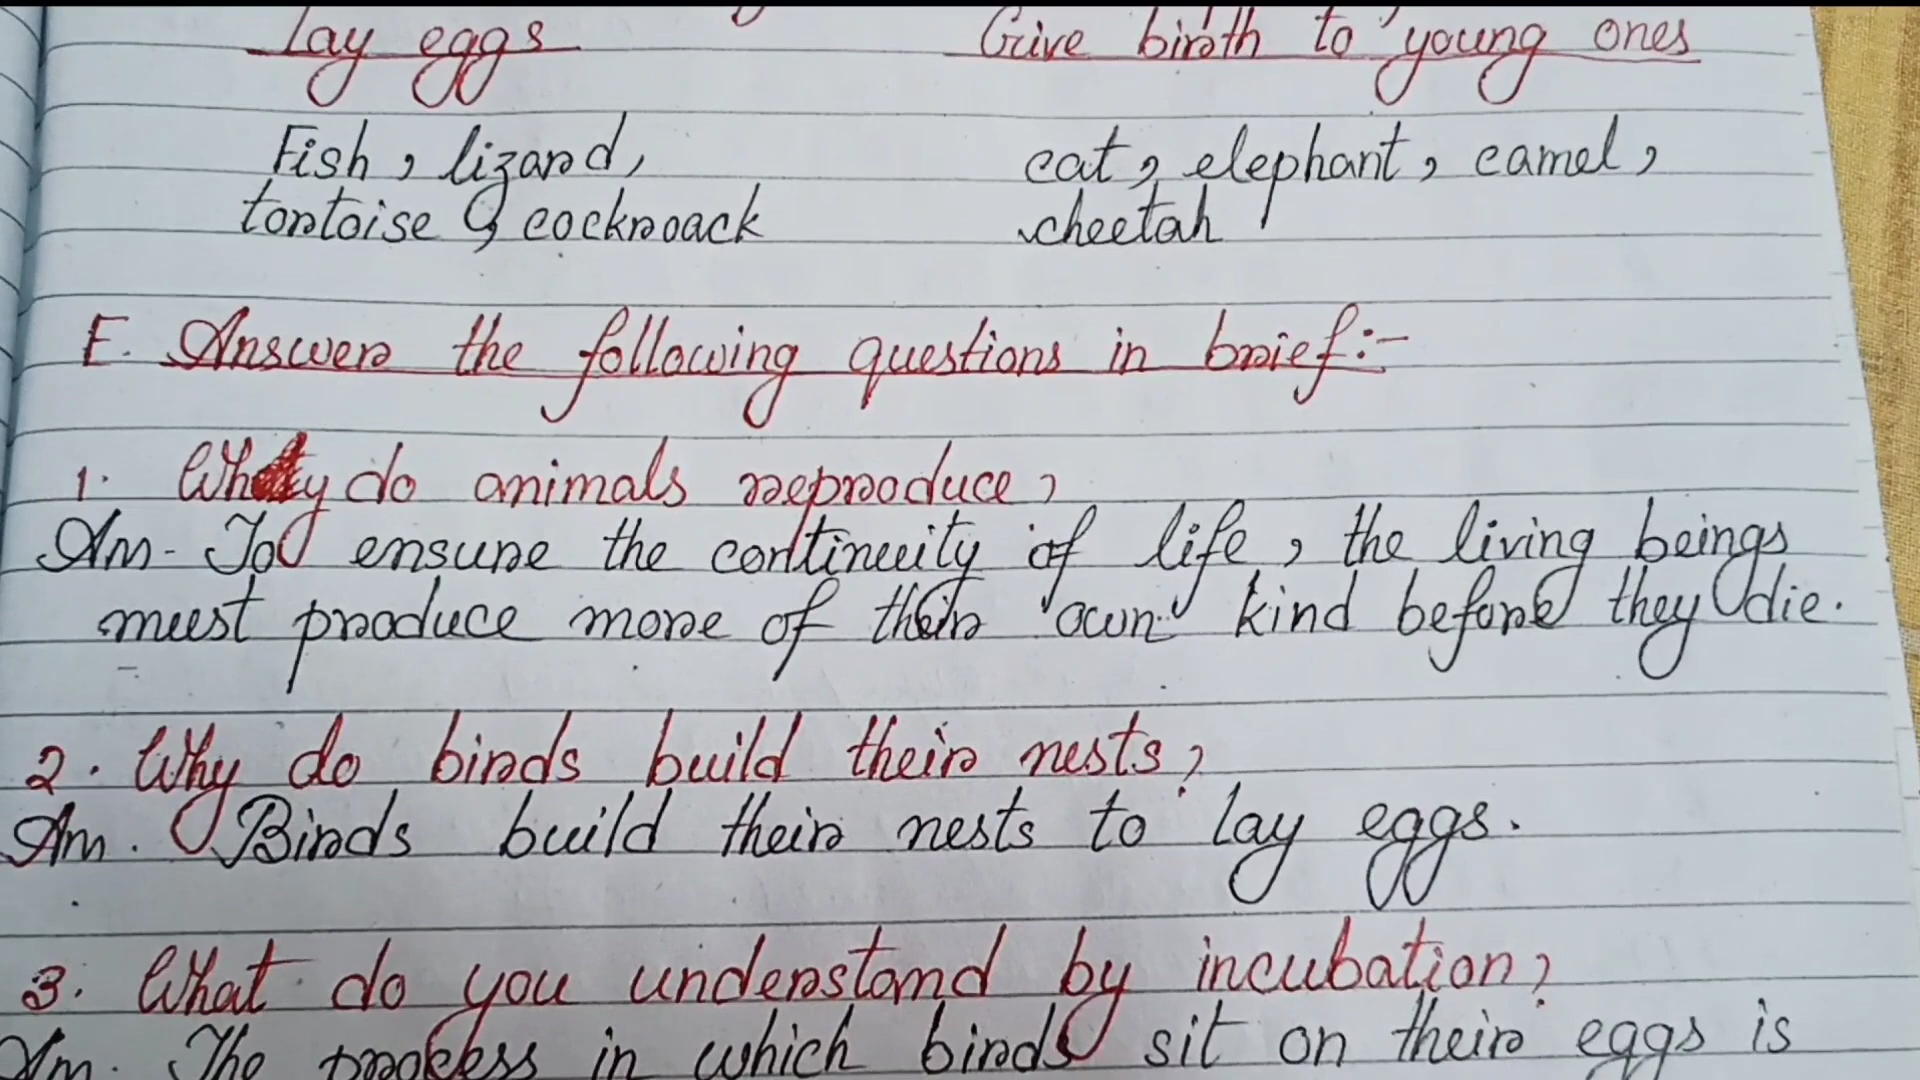 lay eggs Give birth to young ones
Fish, lizard, cat, elephant, camel,
tortoise, cockroack cheetah
E. Answer the following questions in brief:-
1. Why do animals reproduce?
Ans- To ensure the continuity of life, the living beings
must produce more of their own kind before they die.
2. Why do birds build their nests?
Ans. Birds build their nests to lay eggs.
3. What do you understand by incubation?
Ans. The process in which birds sit on their eggs is